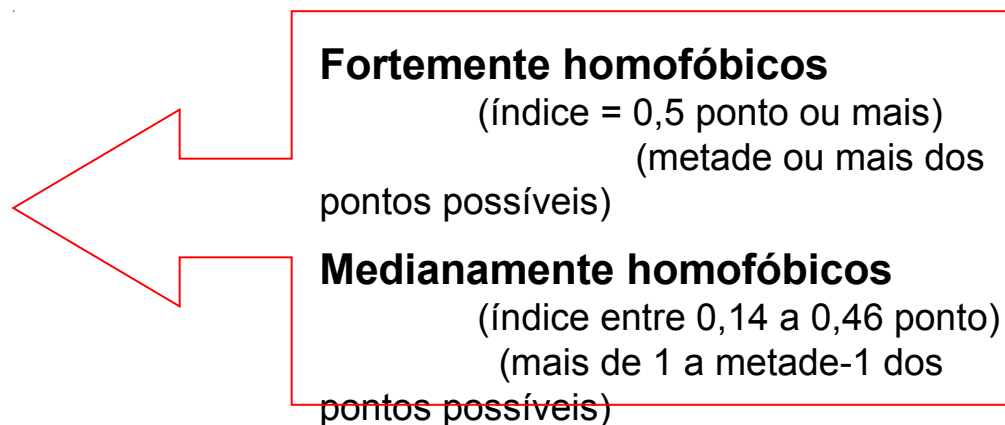 Fortemente homofóbicos
(índice = 0,5 ponto ou mais)
(metade ou mais dos
pontos possíveis)
Medianamente homofóbicos
(índice entre 0,14 a 0,46 ponto)
(mais de 1 a metade-1 dos
pontos possíveis)